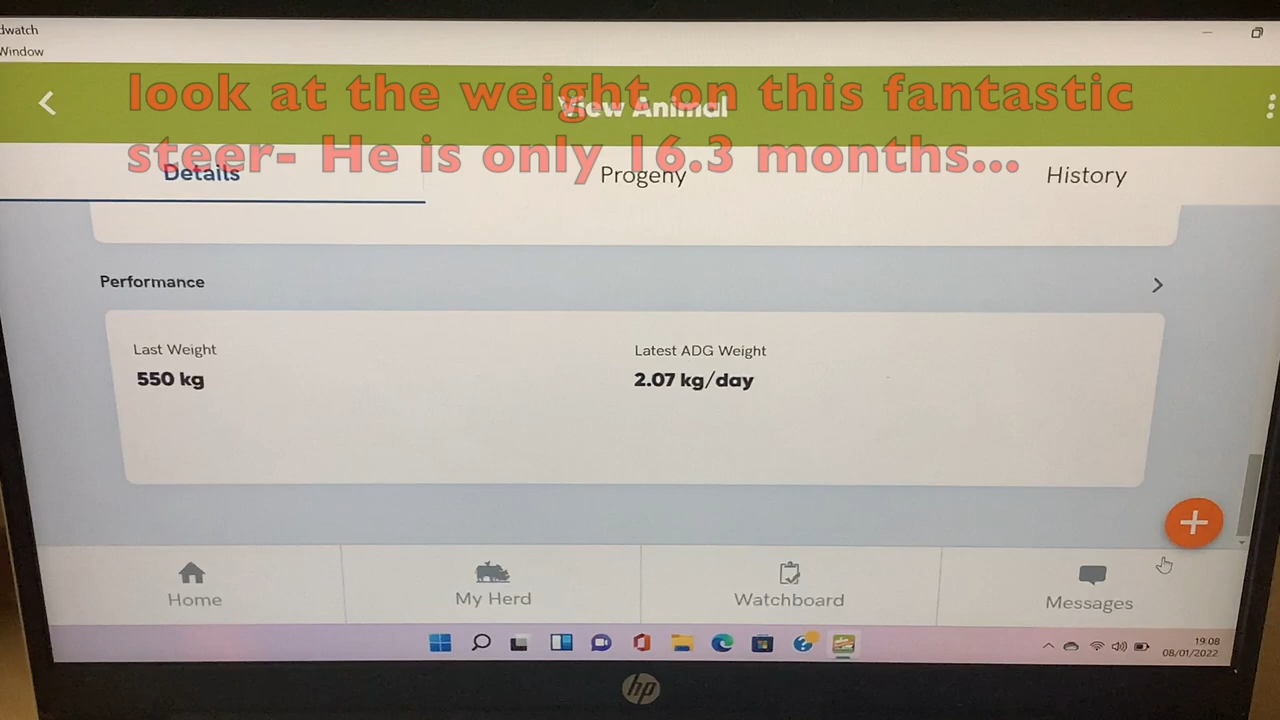 dwatch
Window
look at the weight on this fantastic
steer- He is only 16.3 months...
View Animal
Details
Progeny
History
Performance
Last Weight
Latest ADG Weight
550 kg
2.07 kg/day
Home
My Herd
Watchboard
Messages
19:08
08/01/2022
hp